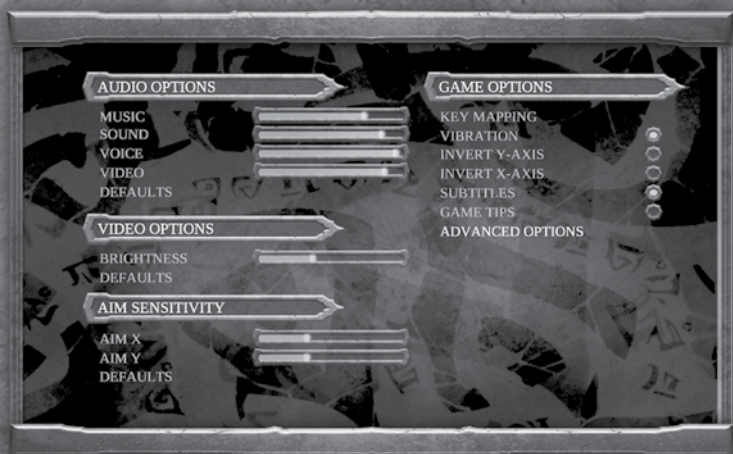 AUDIO OPTIONS
MUSIC
SOUND
VOICE
VIDEO
DEFAULTS
VIDEO OPTIONS
BRIGHTNESS
DEFAULTS
AIM SENSITIVITY
AIM X
AIM Y
DEFAULTS
GAME OPTIONS
KEY MAPPING
VIBRATION
INVERT Y-AXIS
INVERT X-AXIS
SUBTITLES
GAME TIPS
ADVANCED OPTIONS